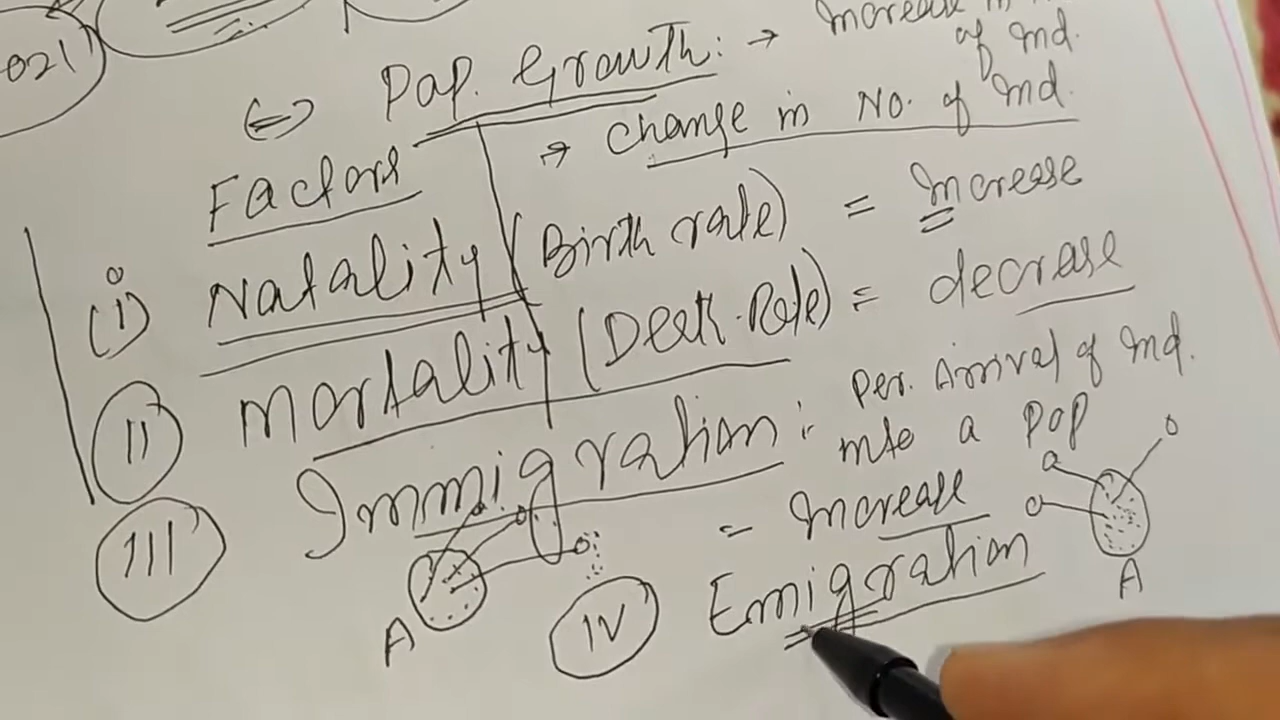 021
Pop. Growth: → Increase in
of Ind.
→ Change in No. of Ind.
Factors
(i) Natality (Birth rate) = Increase
II Mortality (Death Rate) = decrease
III Immigration: Per. Arrival of Ind.
into a Pop
= Increase
A
A
IV Emigration